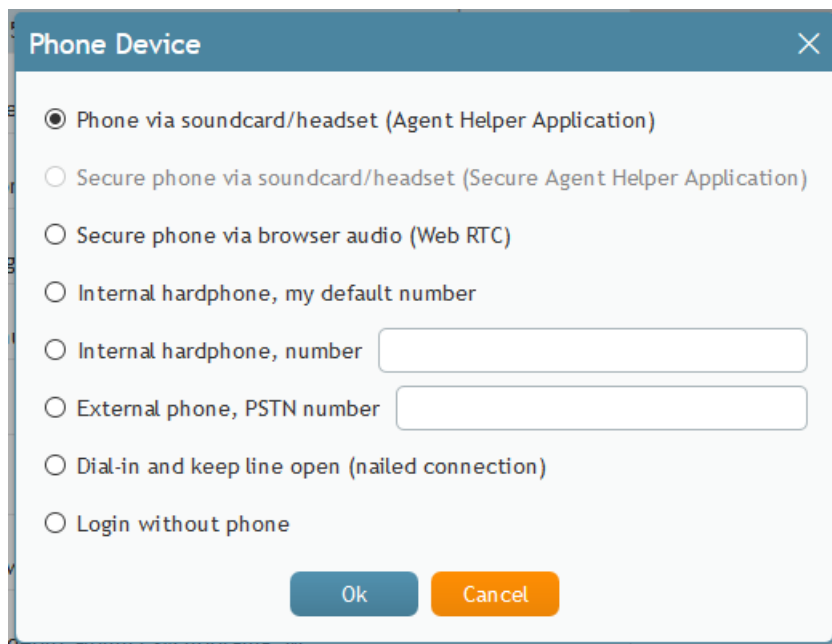 Phone Device
Phone via soundcard/headset (Agent Helper Application)
Secure phone via soundcard/headset (Secure Agent Helper Application)
Secure phone via browser audio (Web RTC)
Internal hardphone, my default number
Internal hardphone, number
External phone, PSTN number
Dial-in and keep line open (nailed connection)
Login without phone
Ok Cancel